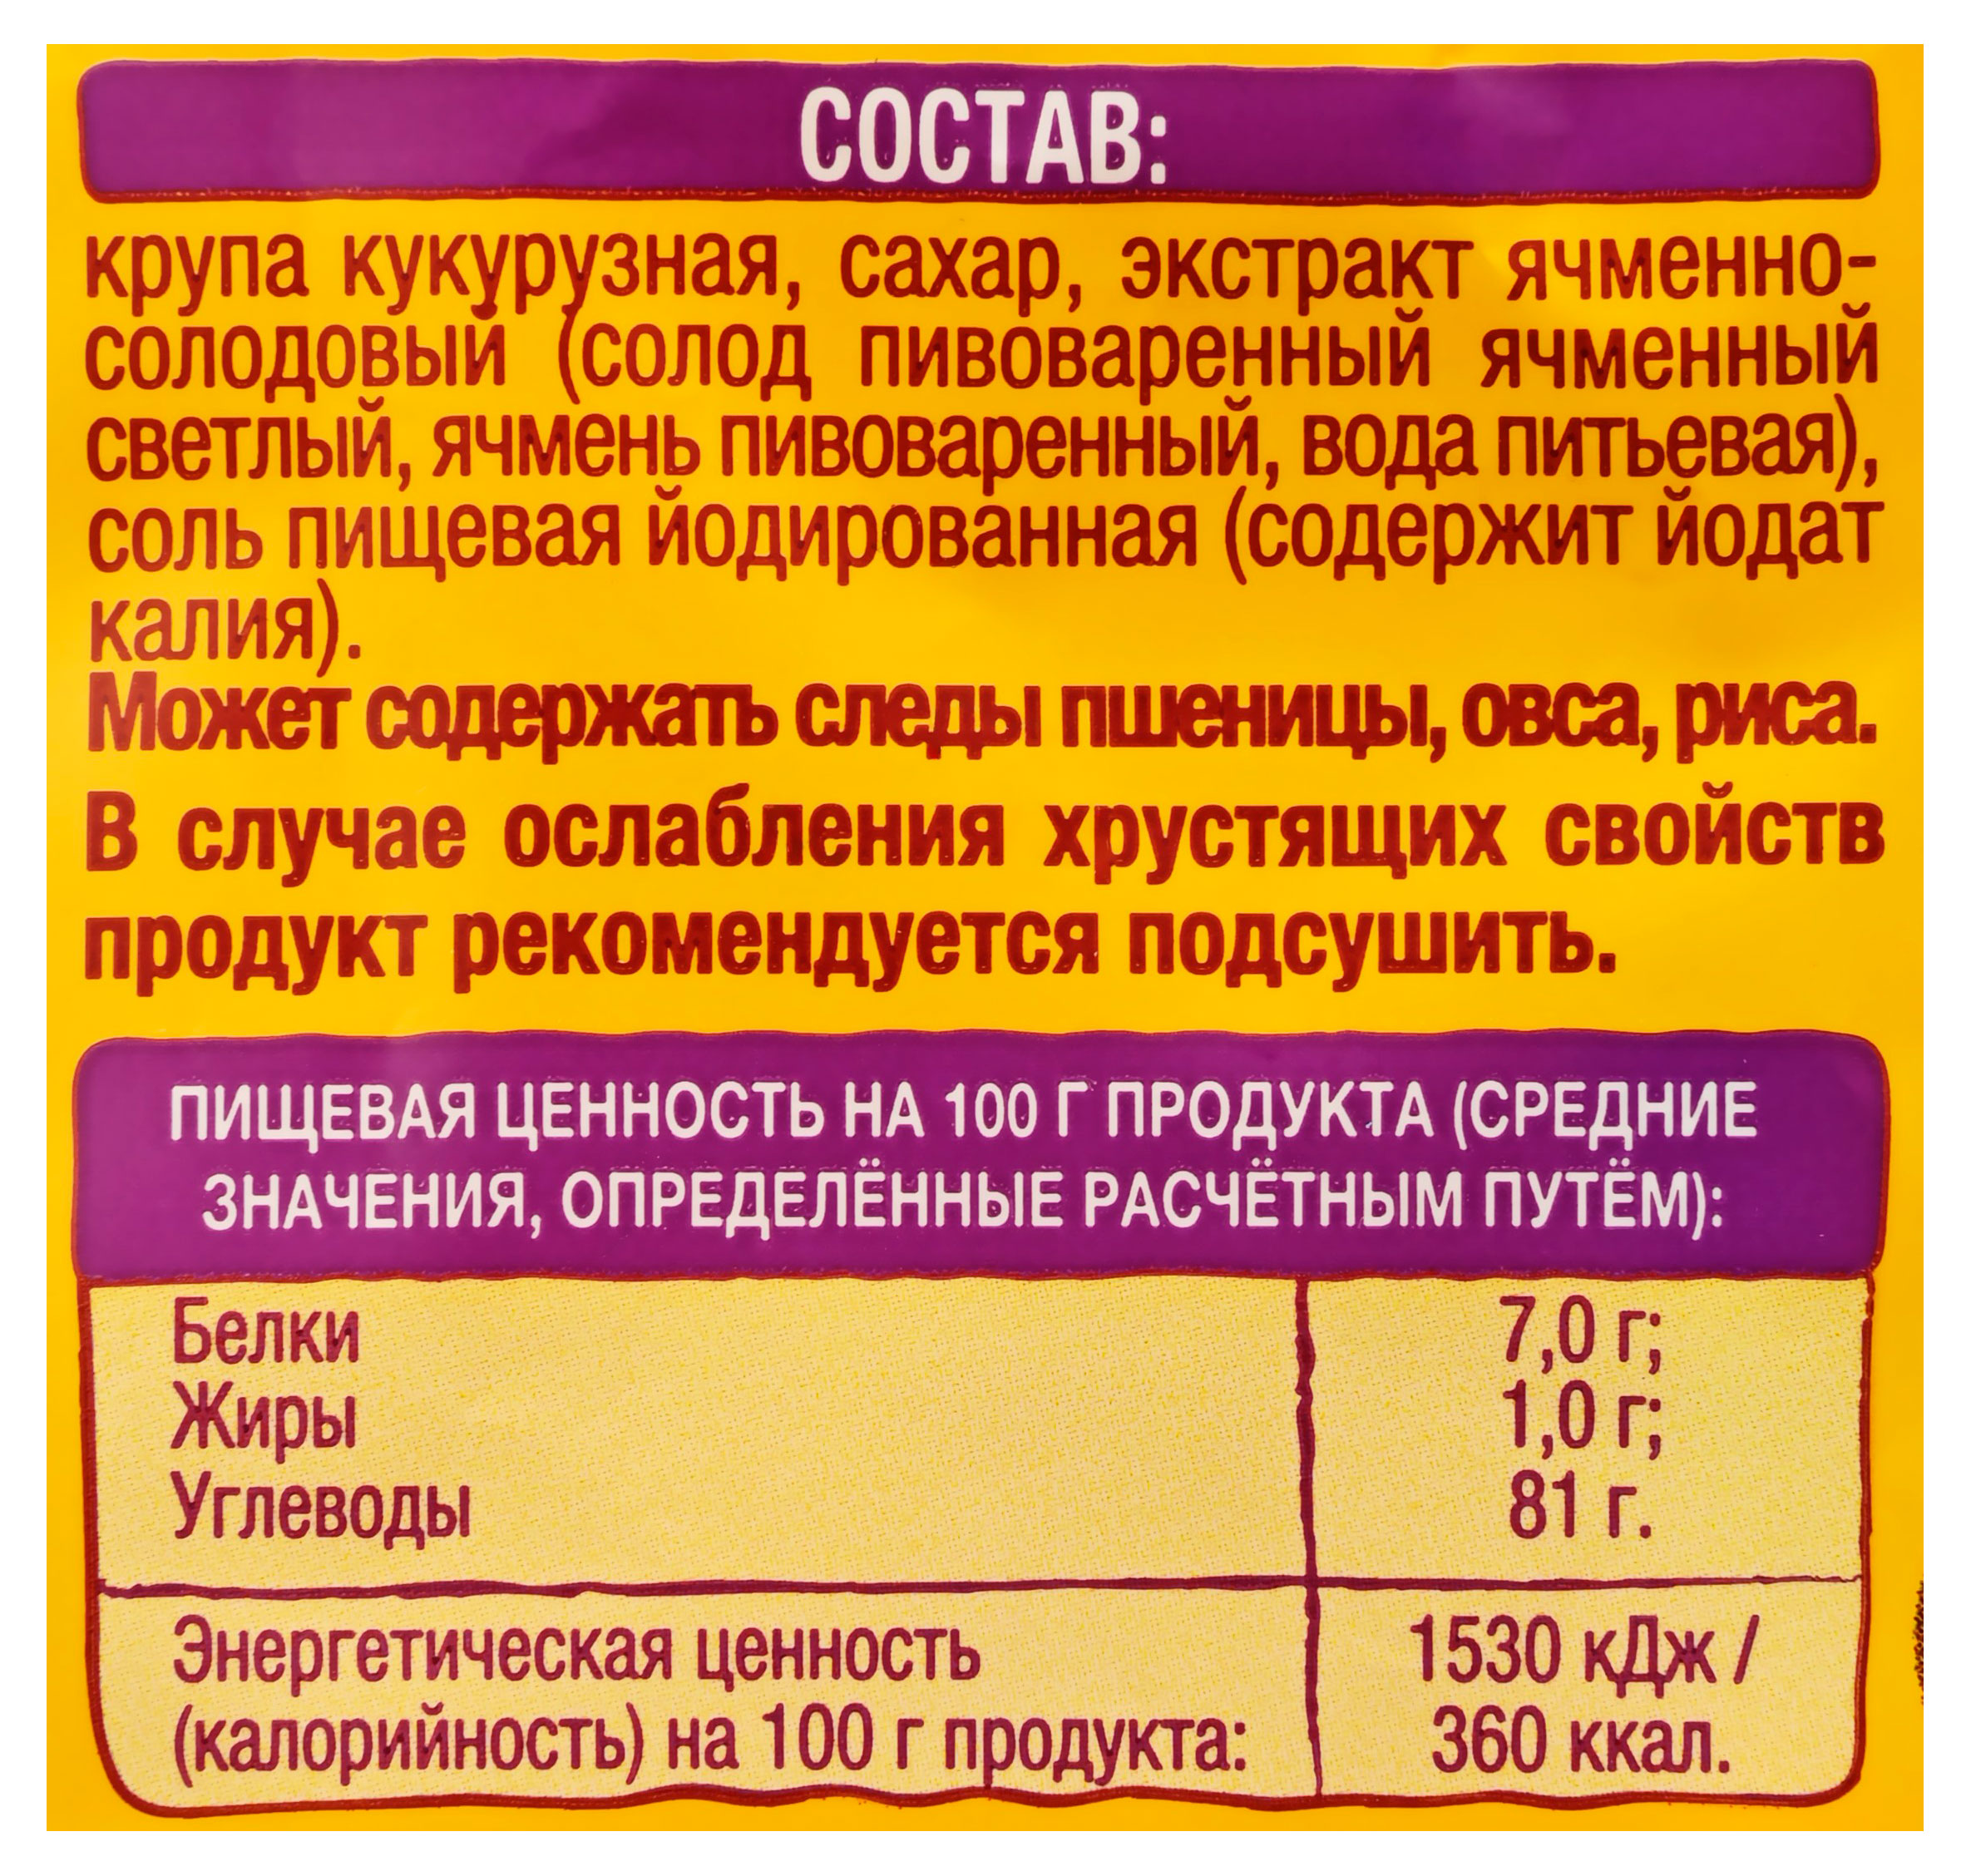 СОСТАВ:
крупа кукурузная, сахар, экстракт ячменно-
солодовый (солод пивоваренный ячменный
светлый, ячмень пивоваренный, вода питьевая),
соль пищевая йодированная (содержит йодат
калия).
Может содержать следы пшеницы, овса, риса.
В случае ослабления хрустящих свойств
продукт рекомендуется подсушить.
ПИЩЕВАЯ ЦЕННОСТЬ НА 100 Г ПРОДУКТА (СРЕДНИЕ
ЗНАЧЕНИЯ, ОПРЕДЕЛЁННЫЕ РАСЧЁТНЫМ ПУТЁМ):
Белки 7,0 г;
Жиры 1,0 г;
Углеводы 81 г.
Энергетическая ценность 1530 кДж /
(калорийность) на 100 г продукта: 360 ккал.